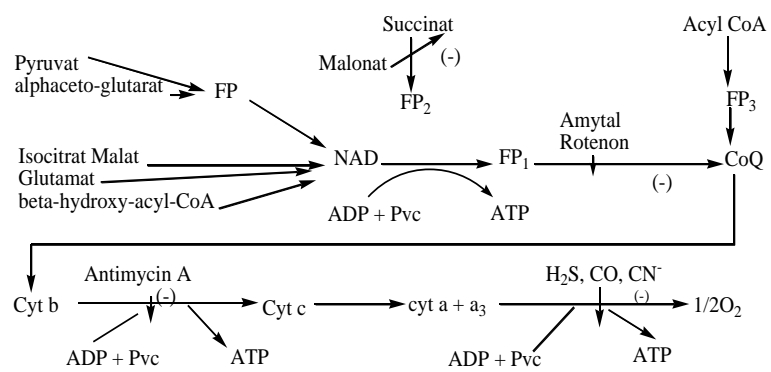 Succinat
Acyl CoA
Malonat
(-)
Pyruvat
alphaceto-glutarat
FP
FP₂
FP₃
Amytal
Rotenon
Isocitrat Malat
NAD
FP₁
CoQ
Glutamat
(-)
beta-hydroxy-acyl-CoA
ADP + Pvc
ATP
Antimycin A
H₂S, CO, CN⁻
Cyt b
(-)
Cyt c
cyt a + a₃
(-)
1/2O₂
ADP + Pvc
ATP
ADP + Pvc
ATP